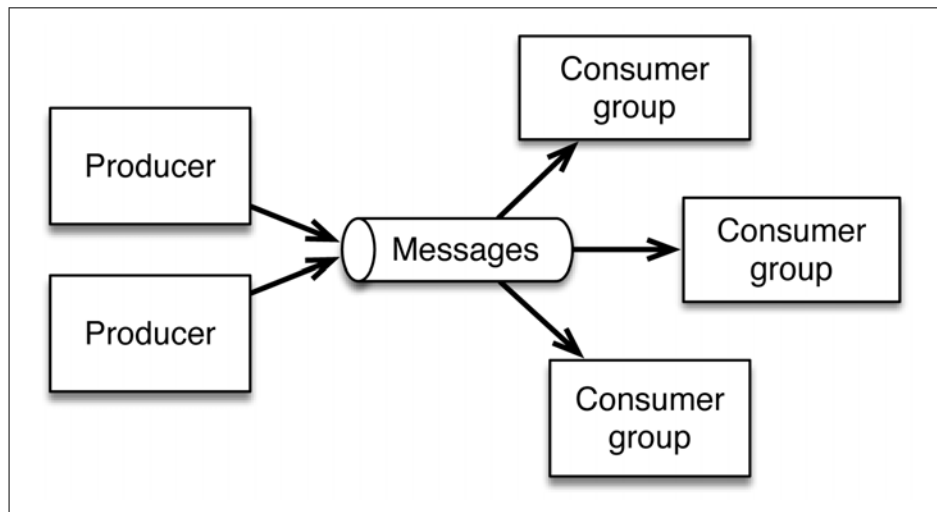 Producer
Producer
Messages
Consumer
group
Consumer
group
Consumer
group